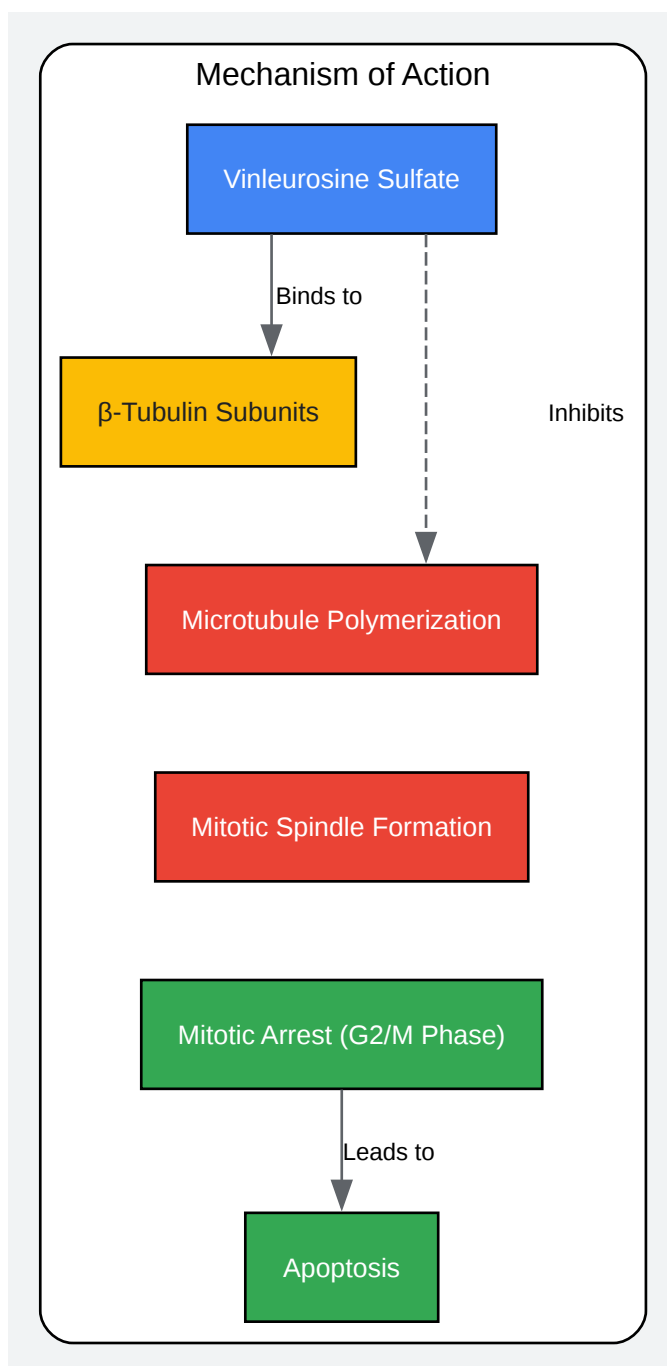 Mechanism of Action
Vinleurosine Sulfate
Binds to
β-Tubulin Subunits
Inhibits
Microtubule Polymerization
Mitotic Spindle Formation
Mitotic Arrest (G2/M Phase)
Leads to
Apoptosis